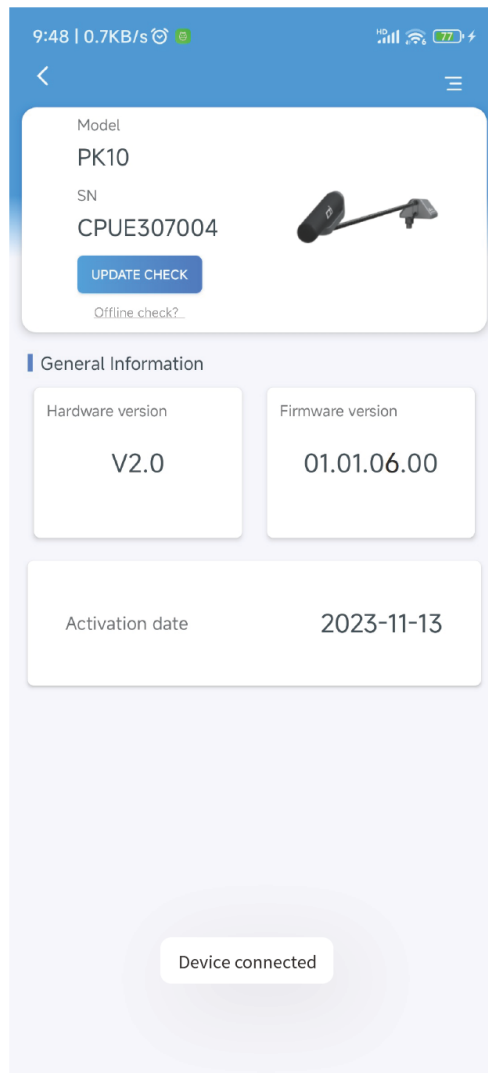 9:48 | 0.7KB/s
HD 77
Model
PK10
SN
CPUE307004
UPDATE CHECK
Offline check?
General Information
Hardware version
V2.0
Firmware version
01.01.06.00
Activation date
2023-11-13
Device connected